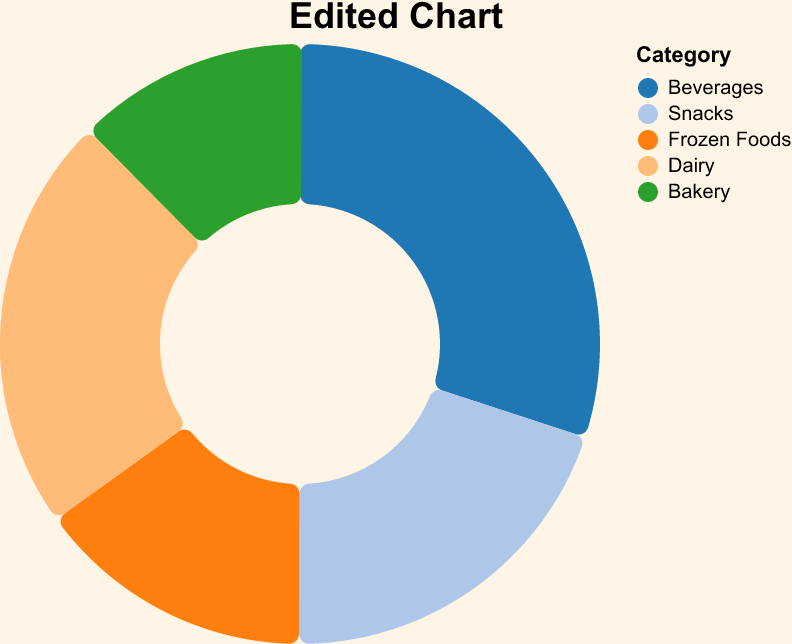 Edited Chart
Category
Beverages
Snacks
Frozen Foods
Dairy
Bakery